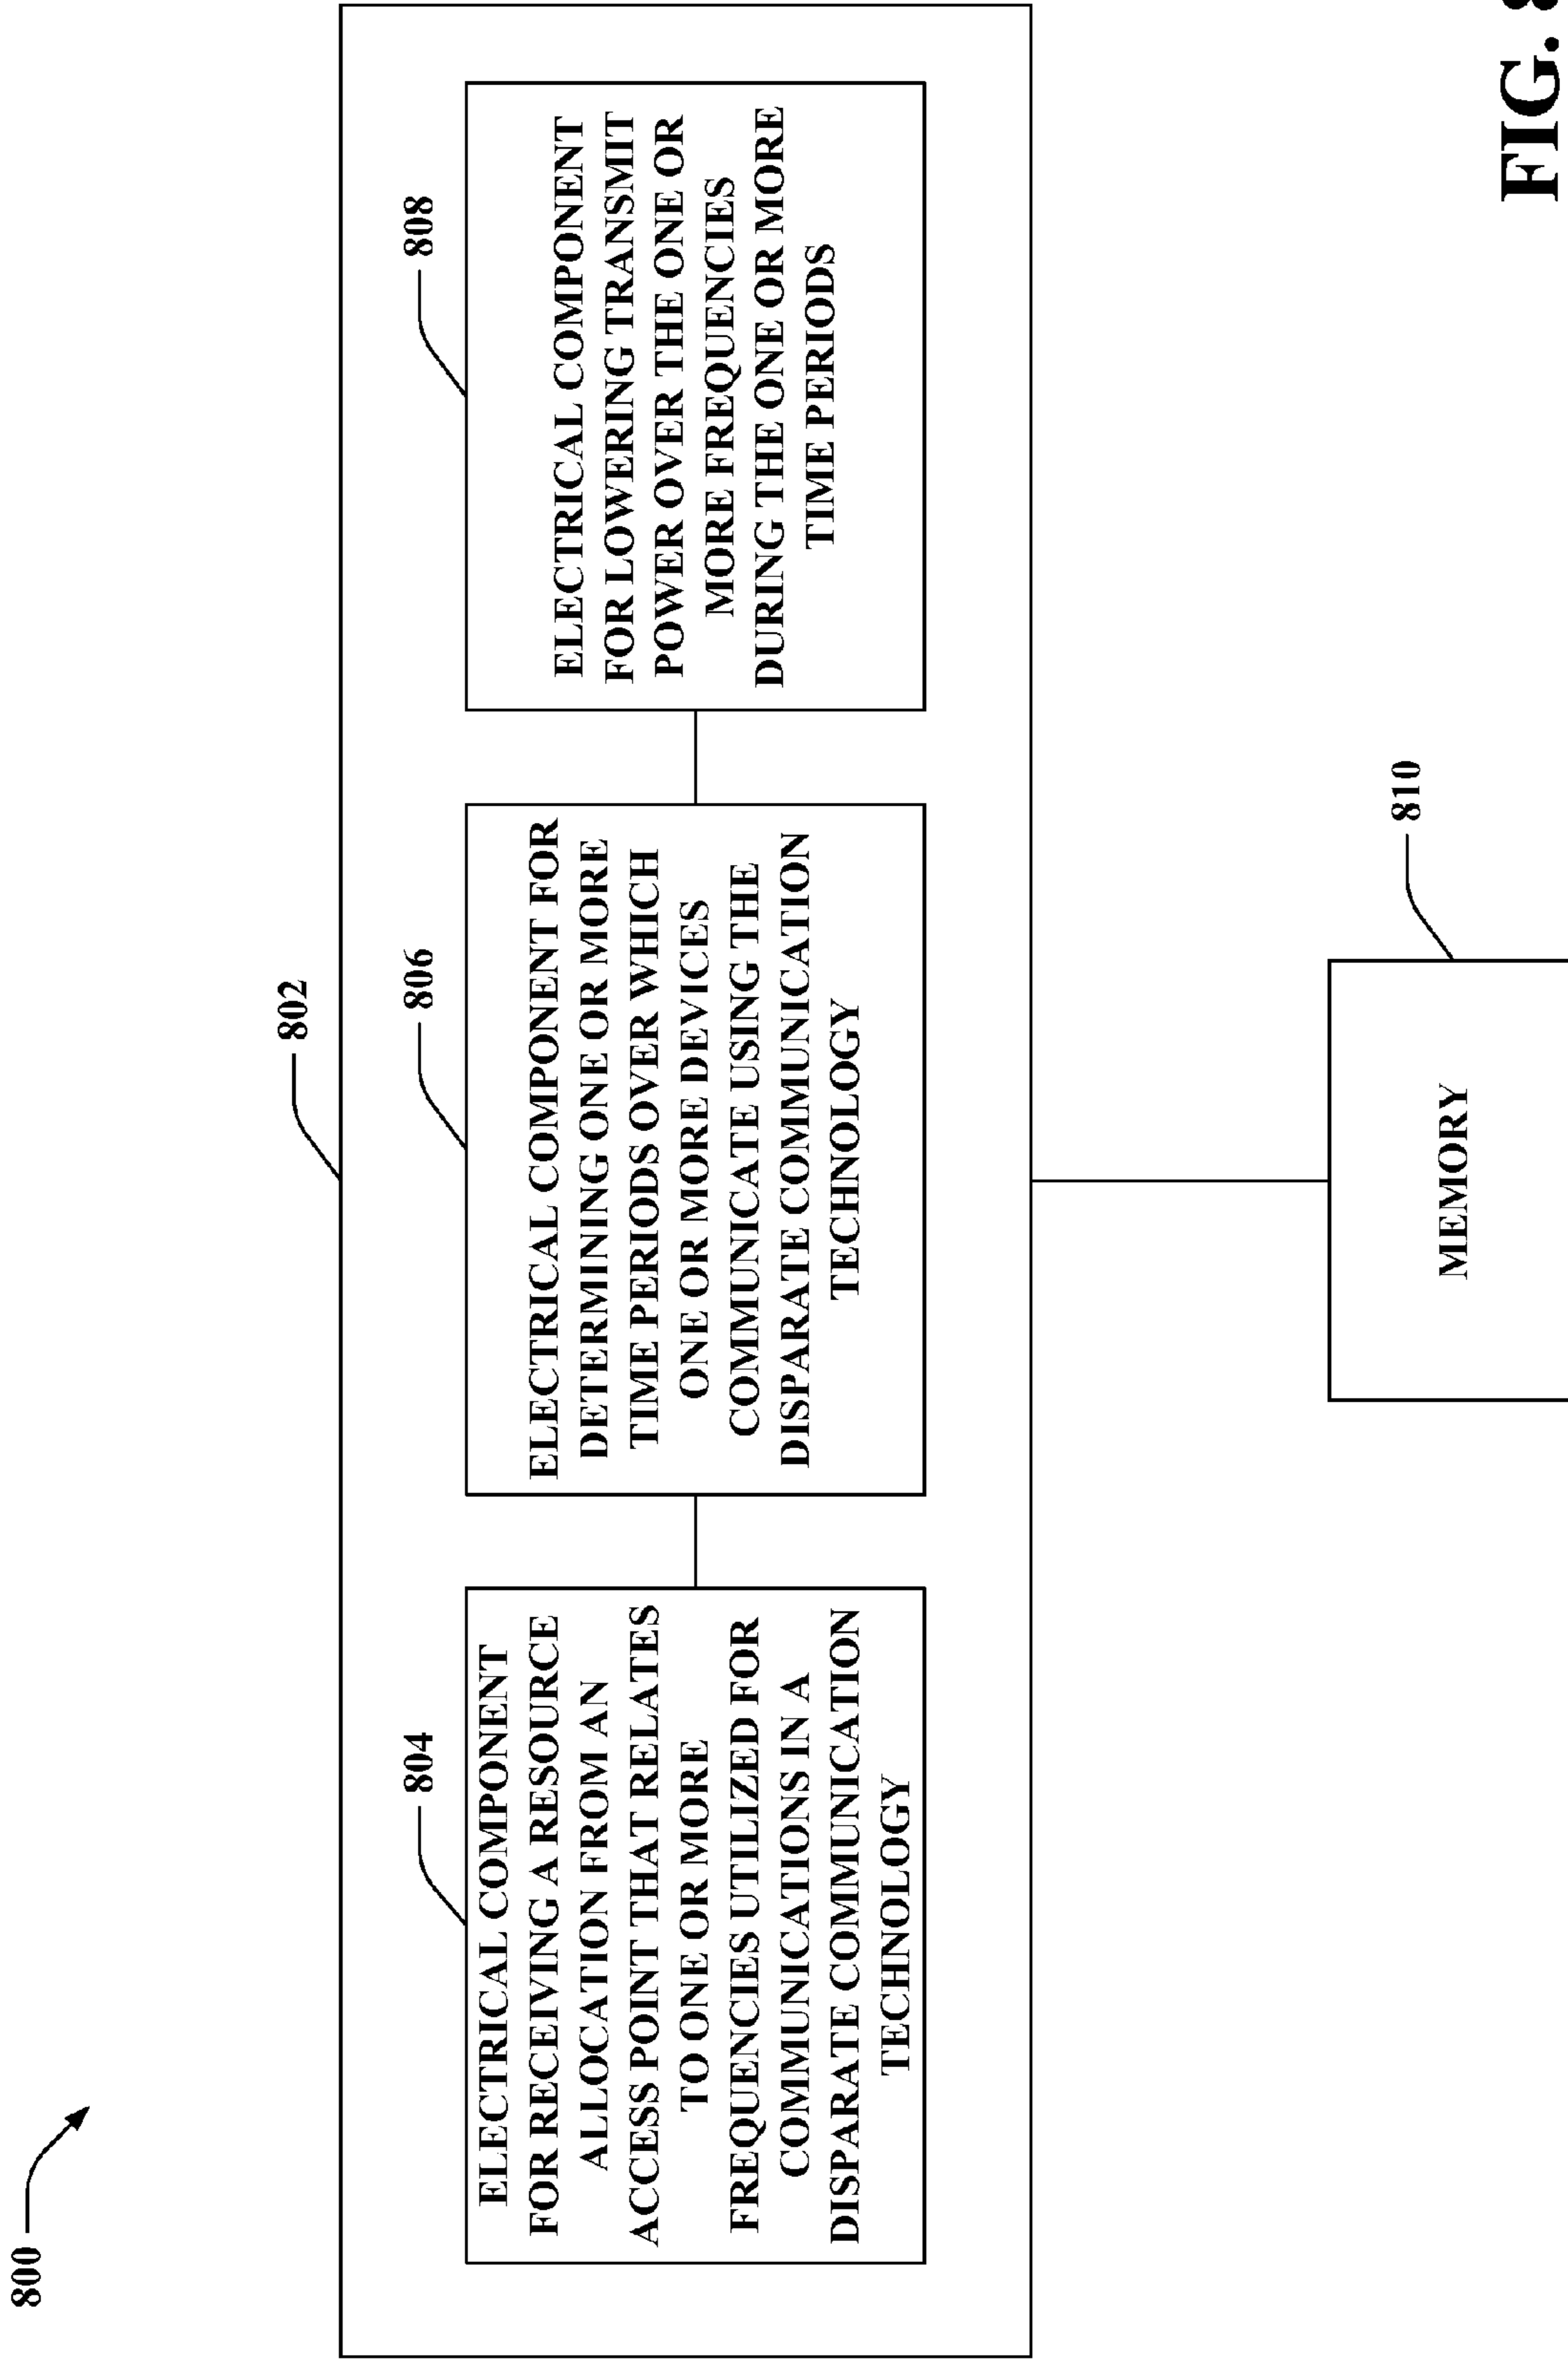 800
802
804
ELECTRICAL COMPONENT
FOR RECEIVING A RESOURCE
ALLOCATION FROM AN
ACCESS POINT THAT RELATES
TO ONE OR MORE
FREQUENCIES UTILIZED FOR
COMMUNICATIONS IN A
DISPARATE COMMUNICATION
TECHNOLOGY
806
ELECTRICAL COMPONENT FOR
DETERMINING ONE OR MORE
TIME PERIODS OVER WHICH
ONE OR MORE DEVICES
COMMUNICATE USING THE
DISPARATE COMMUNICATION
TECHNOLOGY
808
ELECTRICAL COMPONENT
FOR LOWERING TRANSMIT
POWER OVER THE ONE OR
MORE FREQUENCIES
DURING THE ONE OR MORE
TIME PERIODS
810
MEMORY
FIG. 8